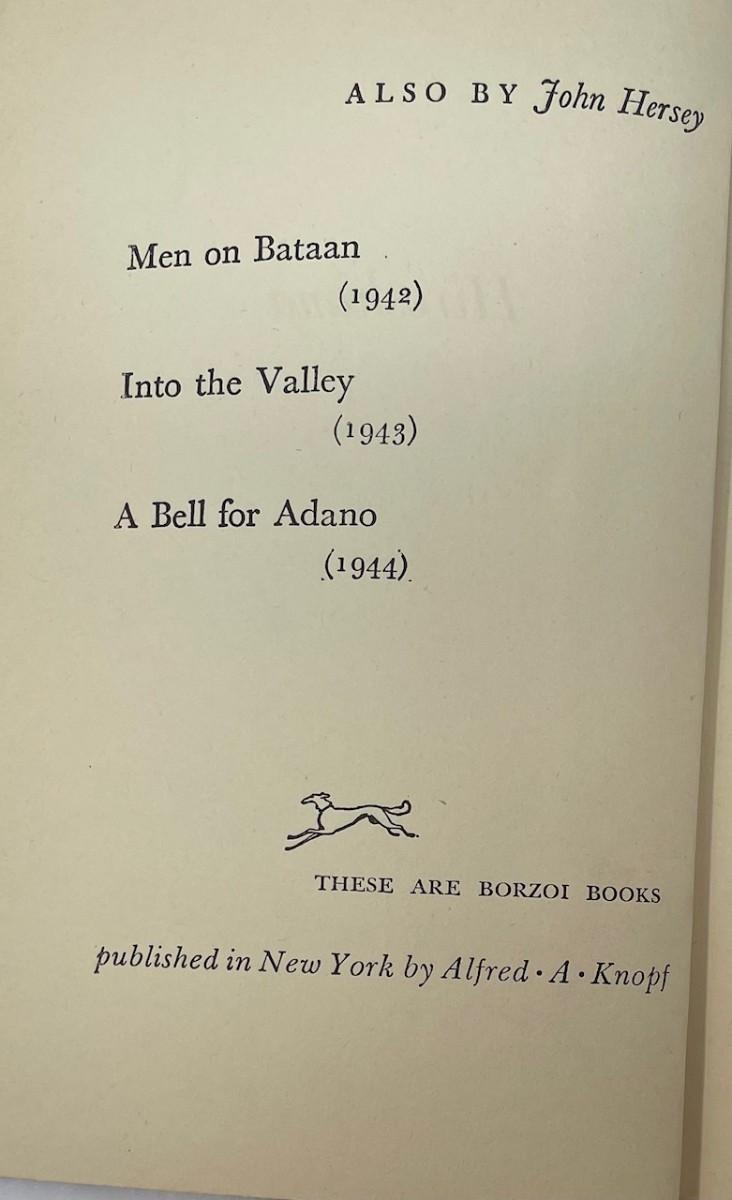 ALSO BY John Hersey
Men on Bataan
(1942)
Into the Valley
(1943)
A Bell for Adano
(1944)
THESE ARE BORZOI BOOKS
published in New York by Alfred · A · Knopf